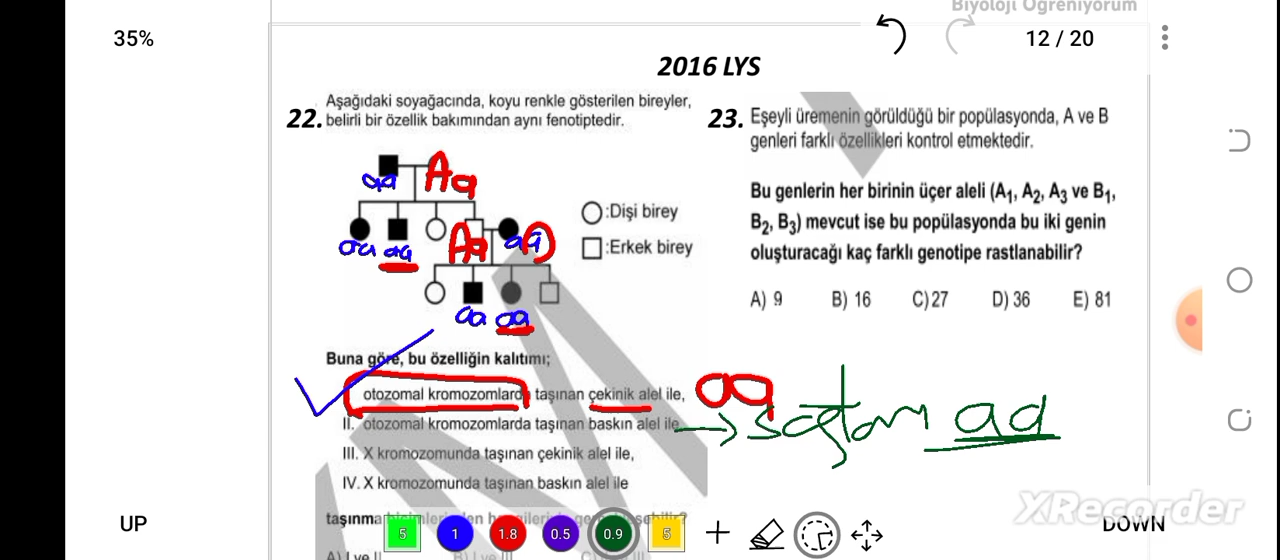 Biyoloji Öğreniyorum
35%
12 / 20
2016 LYS
22. Aşağıdaki soyağacında, koyu renkle gösterilen bireyler,
belirli bir özellik bakımından aynı fenotiptedir.
aa Aa
aa aa Aa aa
:Dişi birey
:Erkek birey
aa aa
Buna göre, bu özelliğin kalıtımı;
I. otozomal kromozomlarda taşınan çekinik alel ile, aa
II. otozomal kromozomlarda taşınan baskın alel ile → sağlam aa
III. X kromozomunda taşınan çekinik alel ile,
IV. X kromozomunda taşınan baskın alel ile
23. Eşeyli üremenin görüldüğü bir popülasyonda, A ve B
genleri farklı özellikleri kontrol etmektedir.
Bu genlerin her birinin üçer aleli (A1, A2, A3 ve B1,
B2, B3) mevcut ise bu popülasyonda bu iki genin
oluşturacağı kaç farklı genotipe rastlanabilir?
A) 9 B) 16 C) 27 D) 36 E) 81
UP
5 1 1.8 0.5 0.9 5
DOWN
XRecorder